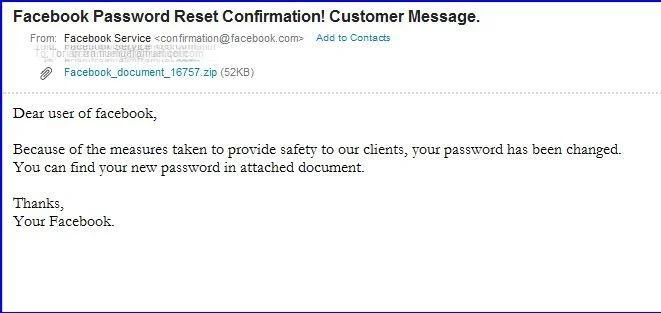 Facebook Password Reset Confirmation! Customer Message.
From: Facebook Service <confirmation@facebook.com> Add to Contacts
To:
Facebook_document_16757.zip (52KB)
Dear user of facebook,
Because of the measures taken to provide safety to our clients, your password has been changed.
You can find your new password in attached document.
Thanks,
Your Facebook.